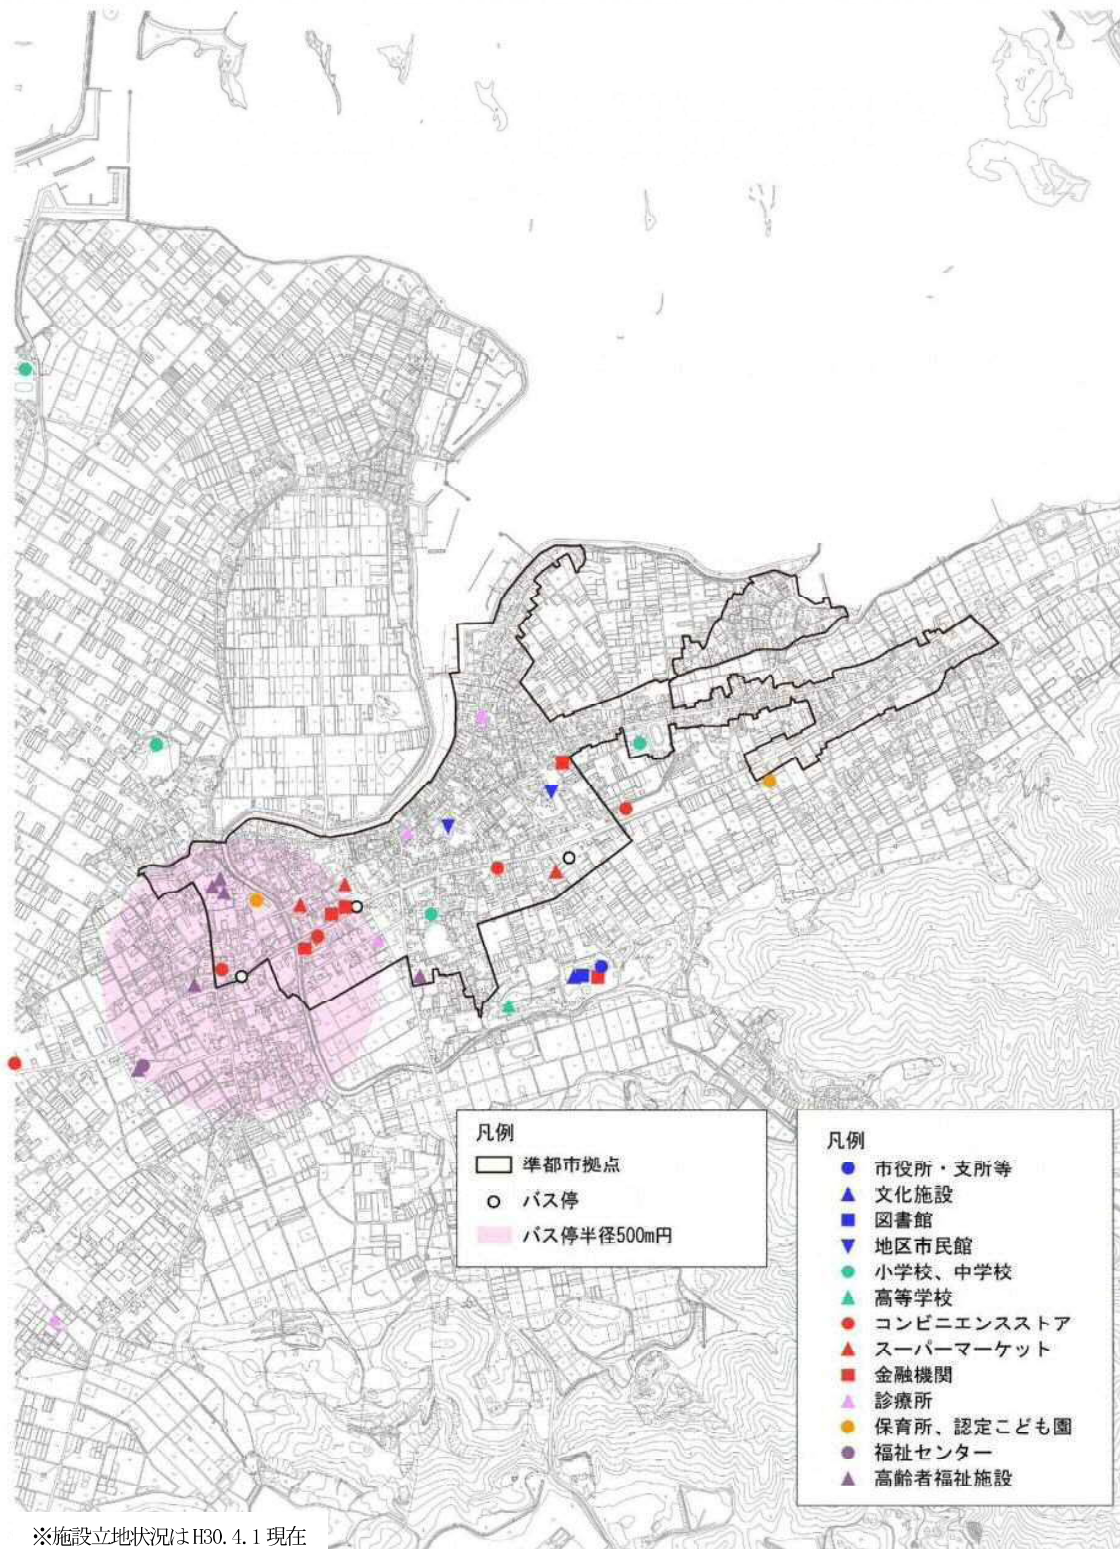 凡例
準都市拠点
バス停
バス停半径500m円
凡例
市役所・支所等
文化施設
図書館
地区市民館
小学校、中学校
高等学校
コンビニエンスストア
スーパーマーケット
金融機関
診療所
保育所、認定こども園
福祉センター
高齢者福祉施設
※施設立地状況はH30.4.1現在